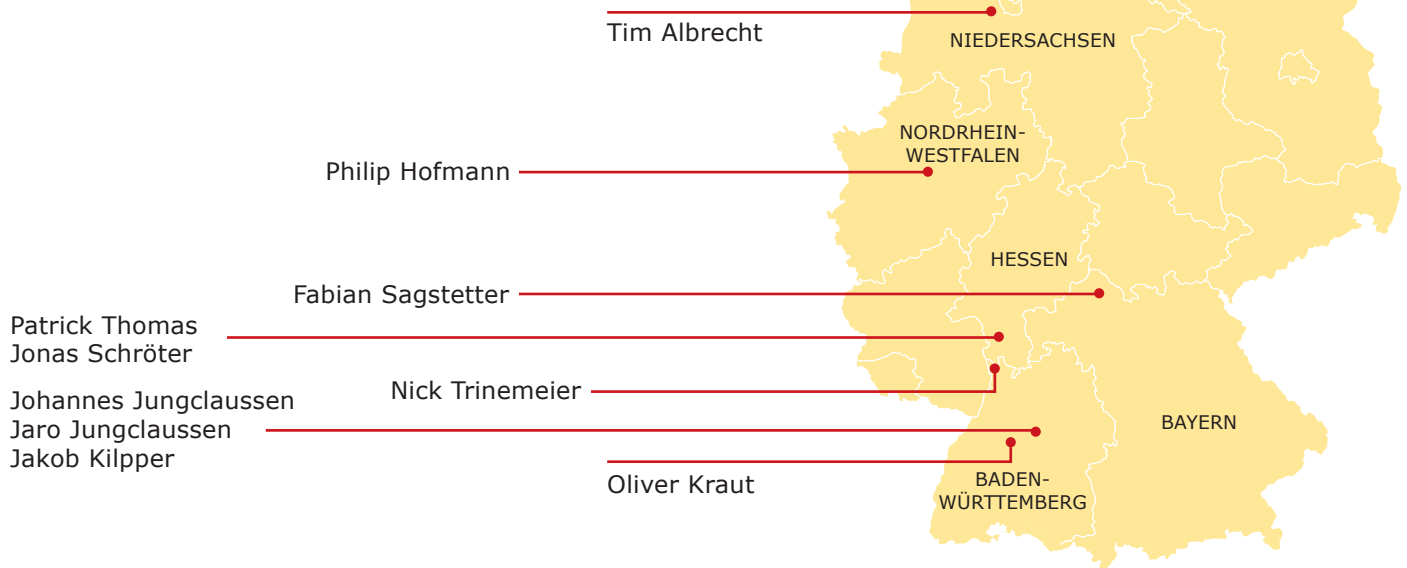 Tim Albrecht
NIEDERSACHSEN
NORDRHEIN-
WESTFALEN
Philip Hofmann
HESSEN
Fabian Sagstetter
Patrick Thomas
Jonas Schröter
Nick Trinemeier
Johannes Jungclaussen
Jaro Jungclaussen
Jakob Kilpper
BAYERN
Oliver Kraut
BADEN-
WÜRTTEMBERG